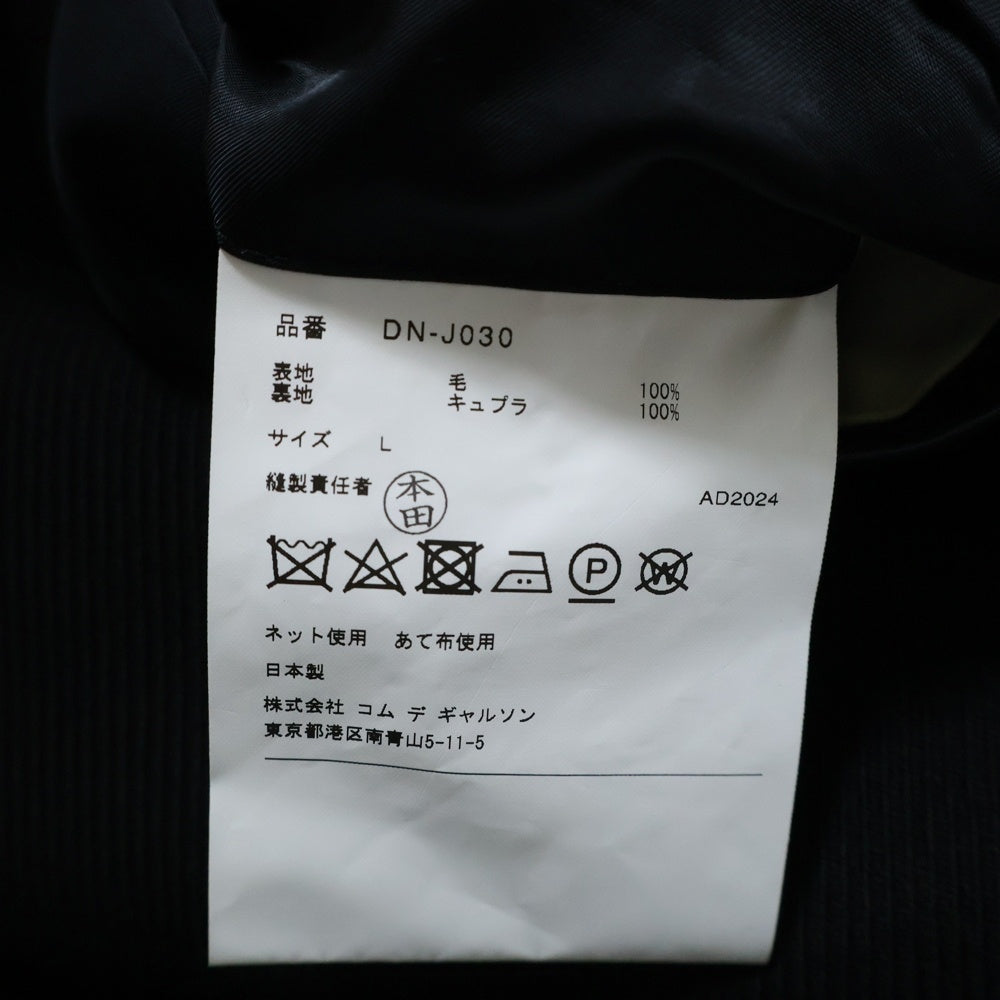 品番 DN-J030
表地 毛 100%
裏地 キュプラ 100%
サイズ L
縫製責任者 本田 AD2024
P W
ネット使用 あて布使用
日本製
株式会社 コム デ ギャルソン
東京都港区南青山5-11-5